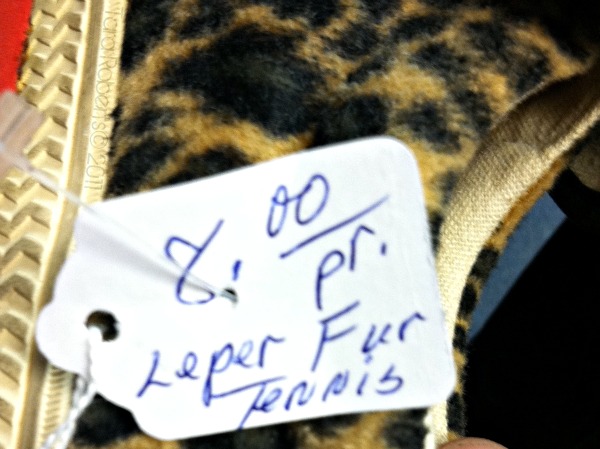 8.00/pr.
Leper Fur
Tennis